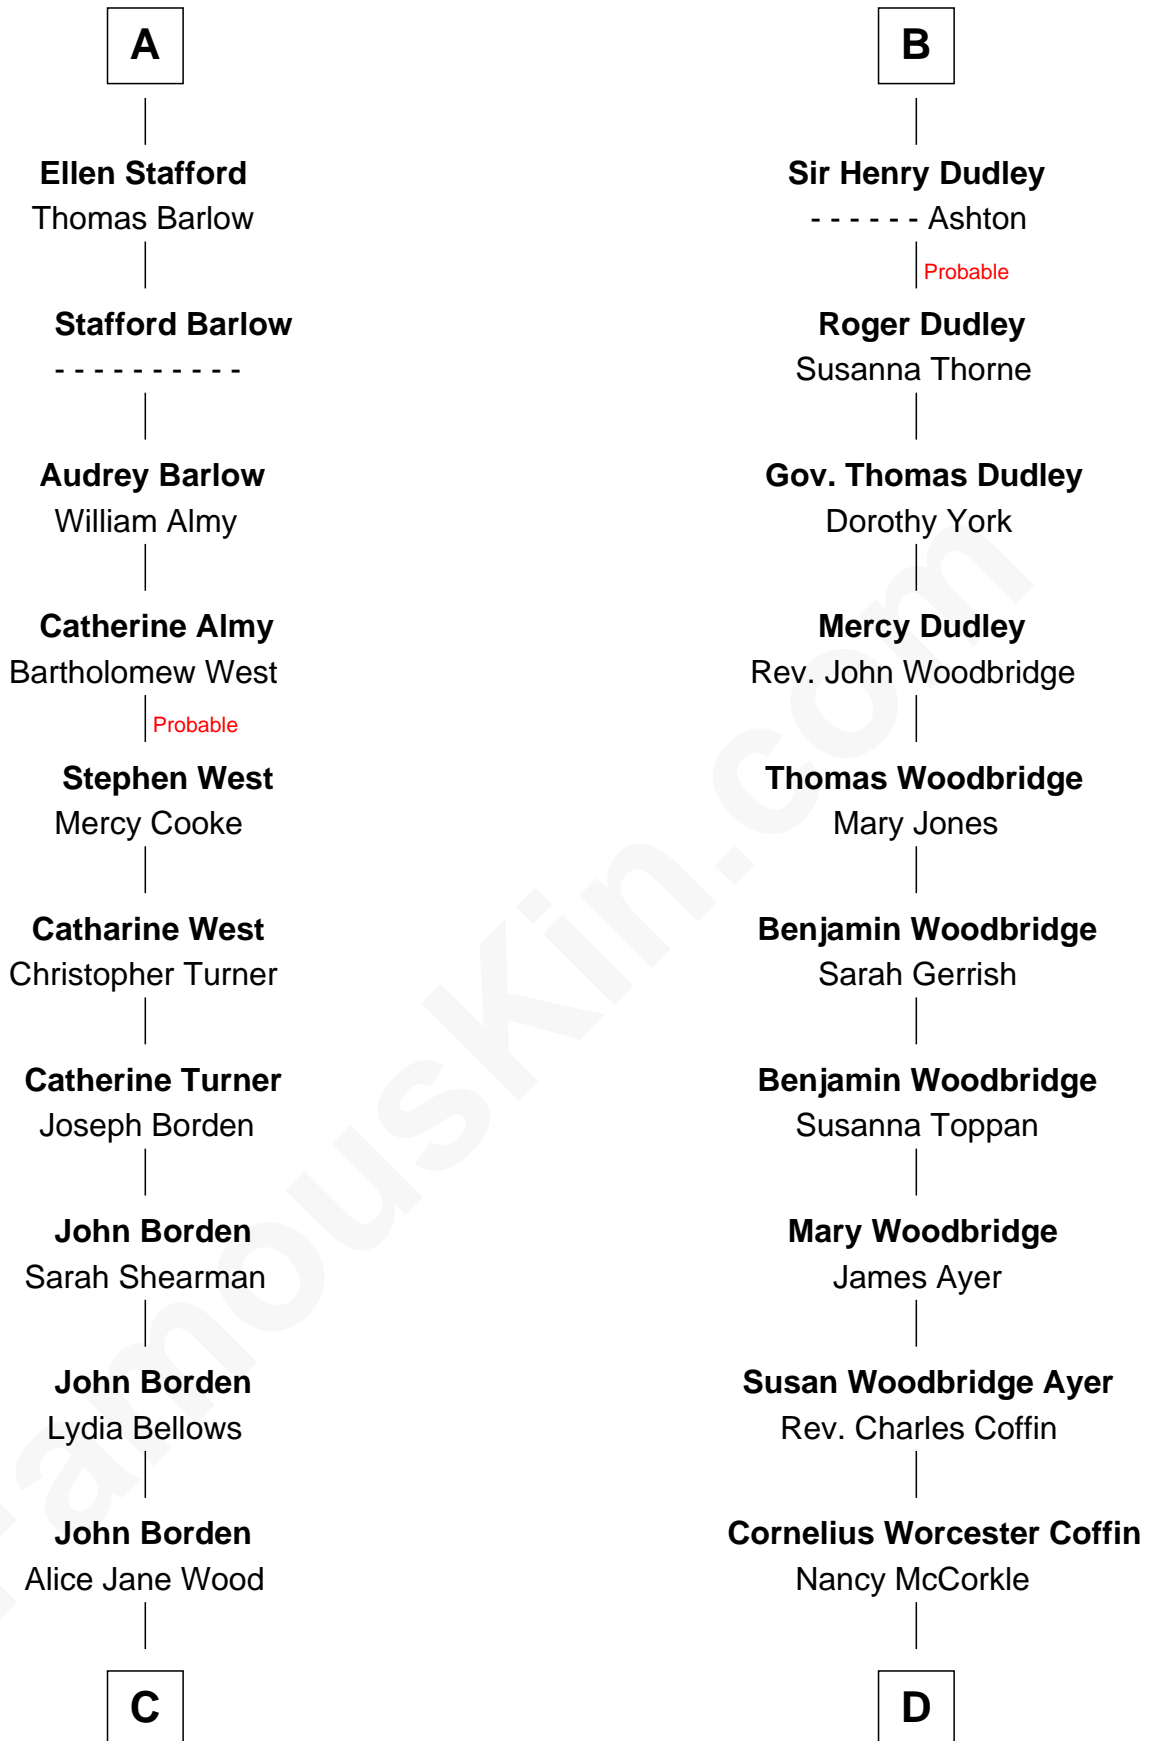 A
Ellen Stafford
Thomas Barlow
Stafford Barlow
- - - - - - - - - -
Audrey Barlow
William Almy
Catherine Almy
Bartholomew West
Probable
Stephen West
Mercy Cooke
Catharine West
Christopher Turner
Catherine Turner
Joseph Borden
John Borden
Sarah Shearman
John Borden
Lydia Bellows
John Borden
Alice Jane Wood
C
B
Sir Henry Dudley
- - - - - - Ashton
Probable
Roger Dudley
Susanna Thorne
Gov. Thomas Dudley
Dorothy York
Mercy Dudley
Rev. John Woodbridge
Thomas Woodbridge
Mary Jones
Benjamin Woodbridge
Sarah Gerrish
Benjamin Woodbridge
Susanna Toppan
Mary Woodbridge
James Ayer
Susan Woodbridge Ayer
Rev. Charles Coffin
Cornelius Worcester Coffin
Nancy McCorkle
D
FamousKin.com